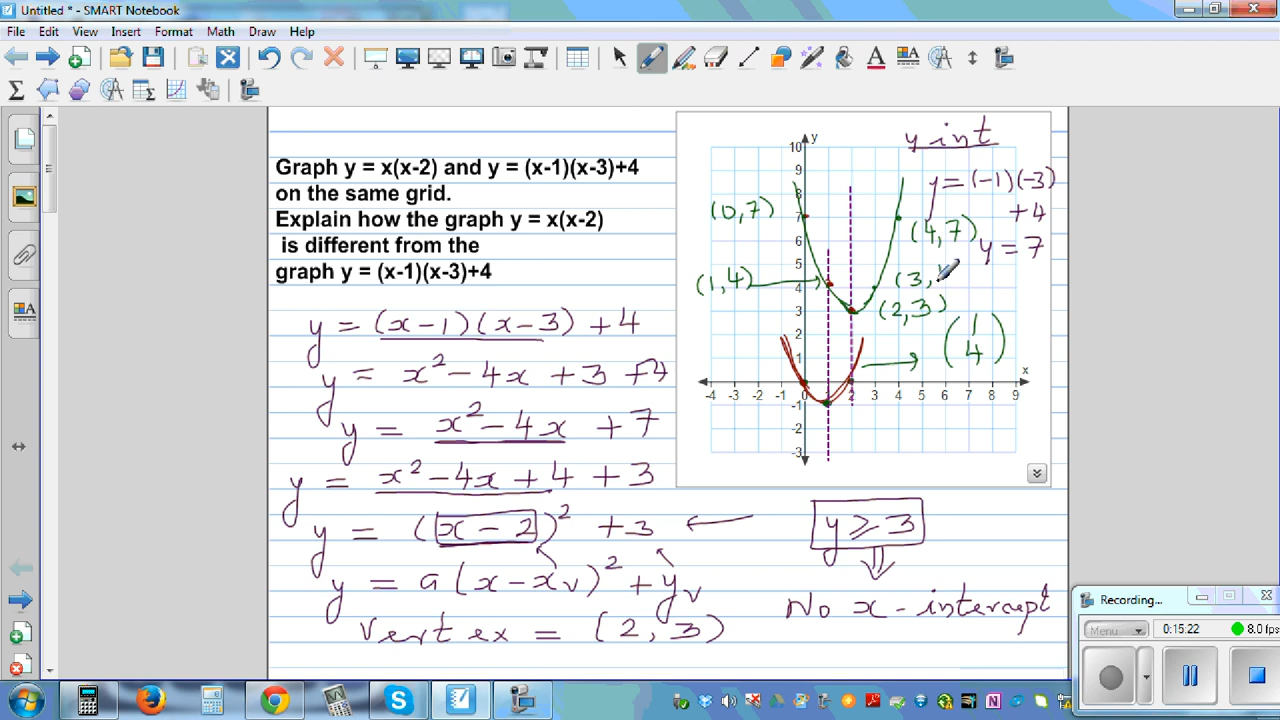 Untitled * - SMART Notebook
File Edit View Insert Format Math Draw Help
Graph y = x(x-2) and y = (x-1)(x-3)+4
on the same grid.
Explain how the graph y = x(x-2)
is different from the
graph y = (x-1)(x-3)+4
y = (x-1)(x-3)+4
y = x²-4x+3+4
y = x²-4x+7
y = x²-4x+4+3
y = (x-2)²+3
y = a(x-xv)²+yv
vertex = (2,3)
y int
y=(-1)(-3)
+4
y=7
(0,7)
(4,7)
(1,4)
(3,
(2,3)
(1
4)
y
10
9
8
7
6
5
4
3
2
1
-4 -3 -2 -1 0 1 2 3 4 5 6 7 8 9
x
-1
-2
-3
y ⩾ 3
No x-intercept
Recording...
Menu
0:15:22
8.0 fps